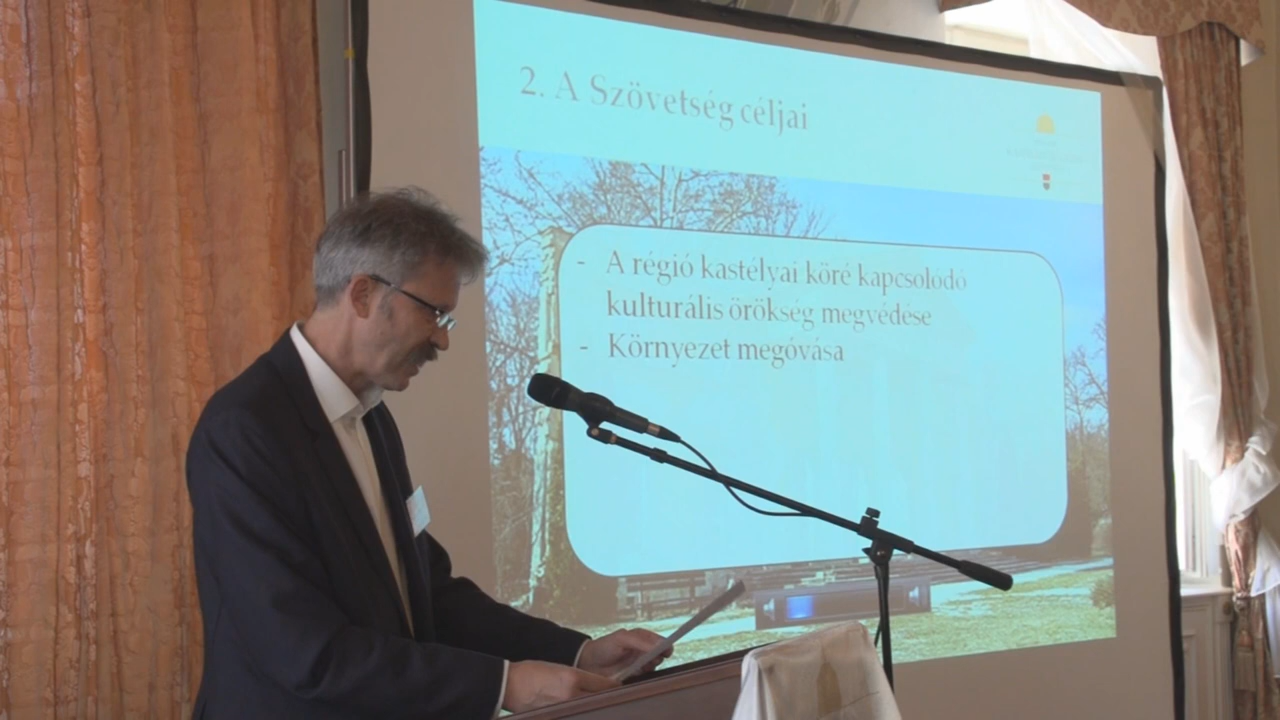 2. A Szövetség céljai
- A régió kastélyai köré kapcsolódó
kulturális örökség megvédése
- Környezet megóvása